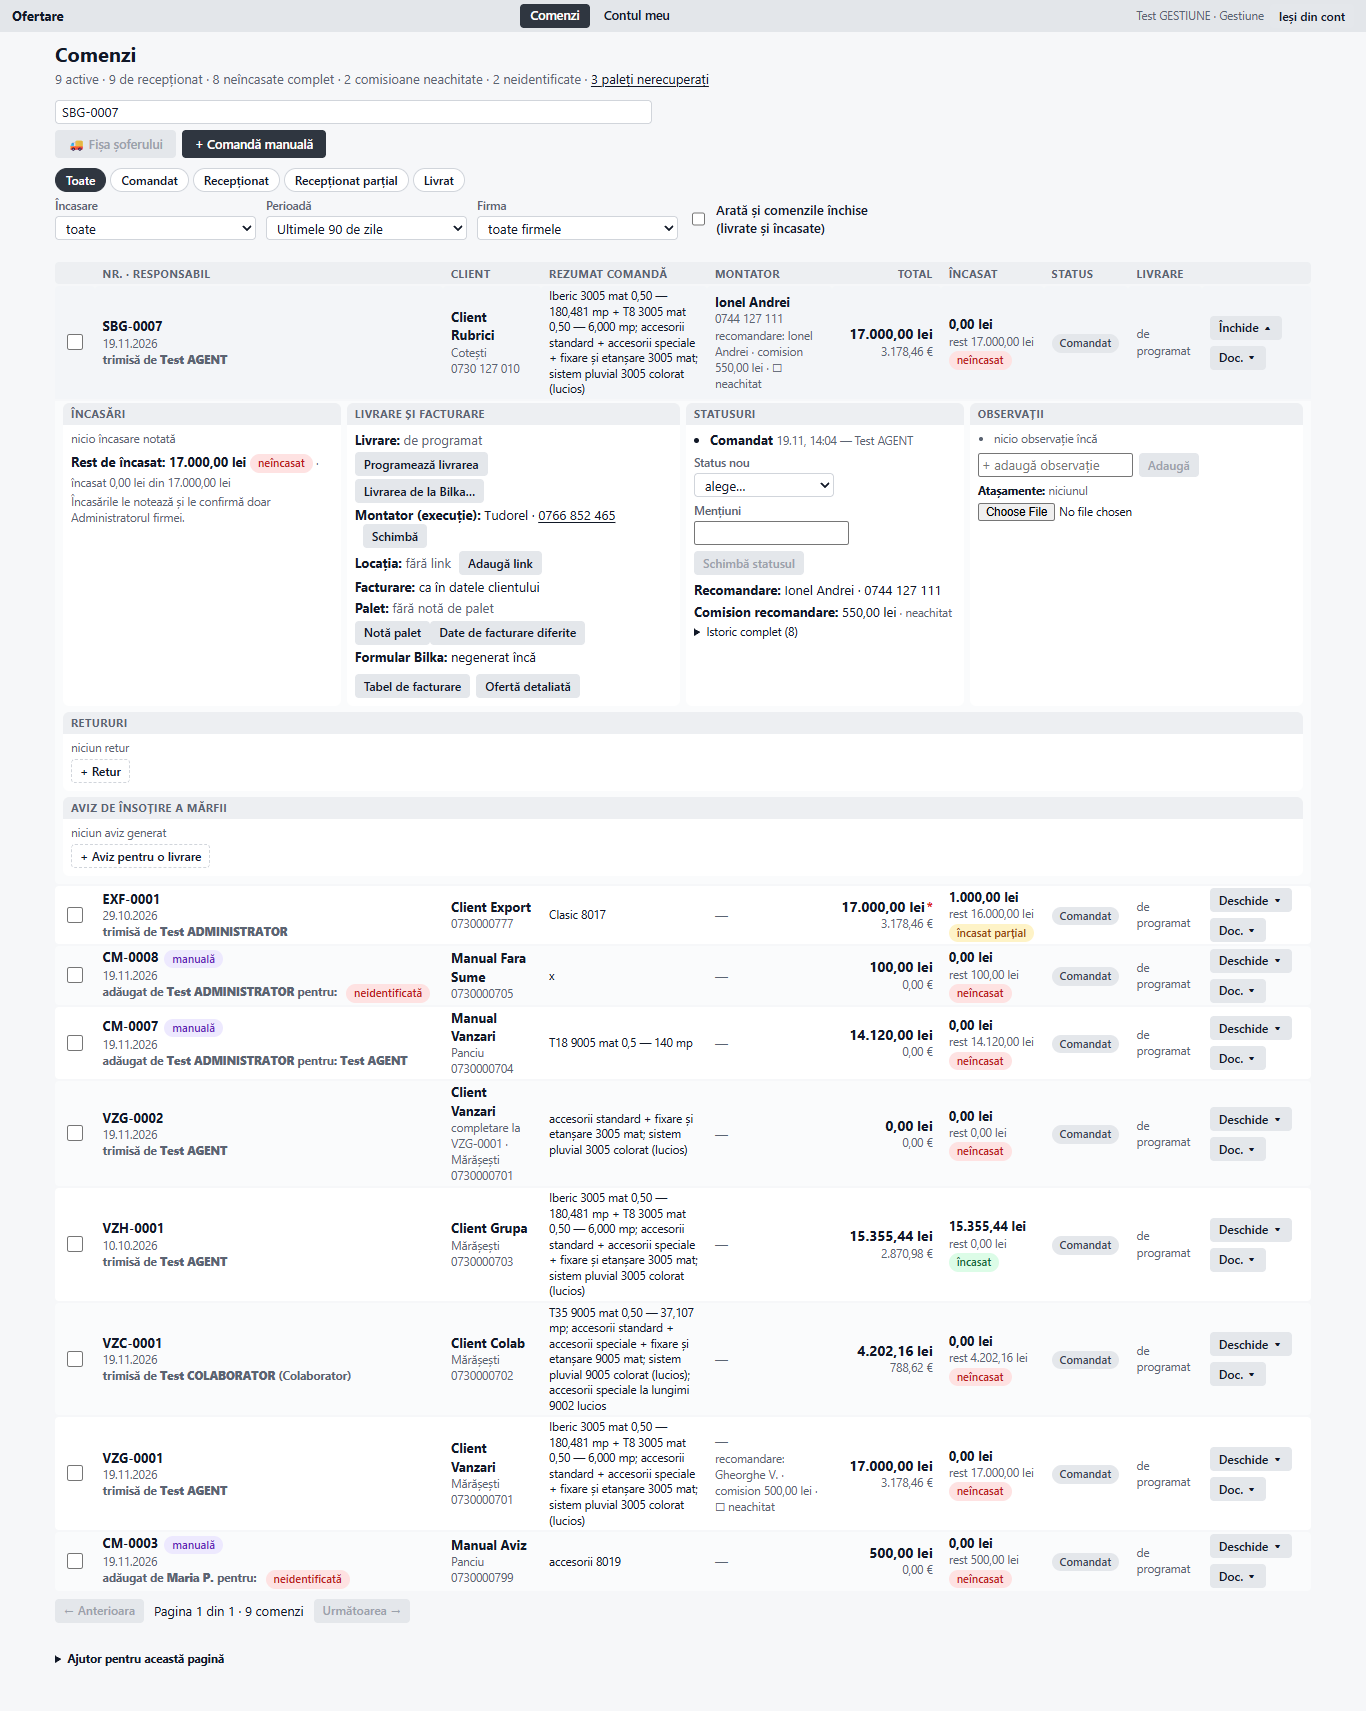 Ofertare
Comenzi
Contul meu
Test GESTIUNE · Gestiune
Ieși din cont
Comenzi
9 active · 9 de recepționat · 8 neîncasate complet · 2 comisioane neachitate · 2 neidentificate · 3 paleți nerecuperați
SBG-0007
🚚 Fișa șoferului
+ Comandă manuală
Toate
Comandat
Recepționat
Recepționat parțial
Livrat
Încasare
Perioadă
Firma
toate
Ultimele 90 de zile
toate firmele
Arată și comenzile închise
(livrate și încasate)
NR. · RESPONSABIL
CLIENT
REZUMAT COMANDĂ
MONTATOR
TOTAL
ÎNCASAT
STATUS
LIVRARE
SBG-0007
19.11.2026
trimisă de Test AGENT
Client
Rubrici
Cotești
0730 127 010
Iberic 3005 mat 0,50 —
180,481 mp + T8 3005 mat
0,50 — 6,000 mp; accesorii
standard + accesorii speciale
+ fixare și etanșare 3005 mat;
sistem pluvial 3005 colorat
(lucios)
Ionel Andrei
0744 127 111
recomandare: Ionel
Andrei · comision
550,00 lei · ☐
neachitat
17.000,00 lei
3.178,46 €
0,00 lei
rest 17.000,00 lei
neîncasat
Comandat
de
programat
Închide ▲
Doc. ▼
ÎNCASĂRI
nicio încasare notată
Rest de încasat: 17.000,00 lei neîncasat ·
încasat 0,00 lei din 17.000,00 lei
Încasările le notează și le confirmă doar
Administratorul firmei.
LIVRARE ȘI FACTURARE
Livrare: de programat
Programează livrarea
Livrarea de la Bilka...
Montator (execuție): Tudorel · 0766 852 465
Schimbă
Locația: fără link Adaugă link
Facturare: ca în datele clientului
Palet: fără notă de palet
Notă palet Date de facturare diferite
Formular Bilka: negenerat încă
Tabel de facturare Ofertă detaliată
STATUSURI
• Comandat 19.11, 14:04 — Test AGENT
Status nou
alege...
Mențiuni
Schimbă statusul
Recomandare: Ionel Andrei · 0744 127 111
Comision recomandare: 550,00 lei · neachitat
▶ Istoric complet (8)
OBSERVAȚII
• nicio observație încă
+ adaugă observație
Adaugă
Atașamente: niciunul
Choose File No file chosen
RETURURI
niciun retur
+ Retur
AVIZ DE ÎNSOȚIRE A MĂRFII
niciun aviz generat
+ Aviz pentru o livrare
EXF-0001
29.10.2026
trimisă de Test ADMINISTRATOR
Client Export
0730000777
Clasic 8017
—
17.000,00 lei*
3.178,46 €
1.000,00 lei
rest 16.000,00 lei
încasat parțial
Comandat
de
programat
Deschide ▼
Doc. ▼
CM-0008 manuală
19.11.2026
adăugat de Test ADMINISTRATOR pentru: neidentificată
Manual Fara
Sume
0730000705
x
—
100,00 lei
0,00 €
0,00 lei
rest 100,00 lei
neîncasat
Comandat
de
programat
Deschide ▼
Doc. ▼
CM-0007 manuală
19.11.2026
adăugat de Test ADMINISTRATOR pentru: Test AGENT
Manual
Vanzari
Panciu
0730000704
T18 9005 mat 0,5 — 140 mp
—
14.120,00 lei
0,00 €
0,00 lei
rest 14.120,00 lei
neîncasat
Comandat
de
programat
Deschide ▼
Doc. ▼
VZG-0002
19.11.2026
trimisă de Test AGENT
Client
Vanzari
completare la
VZG-0001 ·
Mărășești
0730000701
accesorii standard + fixare și
etanșare 3005 mat; sistem
pluvial 3005 colorat (lucios)
—
0,00 lei
0,00 €
0,00 lei
rest 0,00 lei
neîncasat
Comandat
de
programat
Deschide ▼
Doc. ▼
VZH-0001
10.10.2026
trimisă de Test AGENT
Client Grupa
Mărășești
0730000703
Iberic 3005 mat 0,50 —
180,481 mp + T8 3005 mat
0,50 — 6,000 mp; accesorii
standard + accesorii speciale
+ fixare și etanșare 3005 mat;
sistem pluvial 3005 colorat
(lucios)
—
15.355,44 lei
2.870,98 €
15.355,44 lei
rest 0,00 lei
încasat
Comandat
de
programat
Deschide ▼
Doc. ▼
VZC-0001
19.11.2026
trimisă de Test COLABORATOR (Colaborator)
Client Colab
Mărășești
0730000702
T35 9005 mat 0,50 — 37,107
mp; accesorii standard +
accesorii speciale + fixare și
etanșare 9005 mat; sistem
pluvial 9005 colorat (lucios);
accesorii speciale la lungimi
9002 lucios
—
4.202,16 lei
788,62 €
0,00 lei
rest 4.202,16 lei
neîncasat
Comandat
de
programat
Deschide ▼
Doc. ▼
VZG-0001
19.11.2026
trimisă de Test AGENT
Client
Vanzari
Mărășești
0730000701
Iberic 3005 mat 0,50 —
180,481 mp + T8 3005 mat
0,50 — 6,000 mp; accesorii
standard + accesorii speciale
+ fixare și etanșare 3005 mat;
sistem pluvial 3005 colorat
(lucios)
—
recomandare:
Gheorghe V. ·
comision 500,00 lei ·
☐ neachitat
17.000,00 lei
3.178,46 €
0,00 lei
rest 17.000,00 lei
neîncasat
Comandat
de
programat
Deschide ▼
Doc. ▼
CM-0003 manuală
19.11.2026
adăugat de Maria P. pentru: neidentificată
Manual Aviz
Panciu
0730000799
accesorii 8019
—
500,00 lei
0,00 €
0,00 lei
rest 500,00 lei
neîncasat
Comandat
de
programat
Deschide ▼
Doc. ▼
← Anterioara
Pagina 1 din 1 · 9 comenzi
Următoarea →
▶ Ajutor pentru această pagină